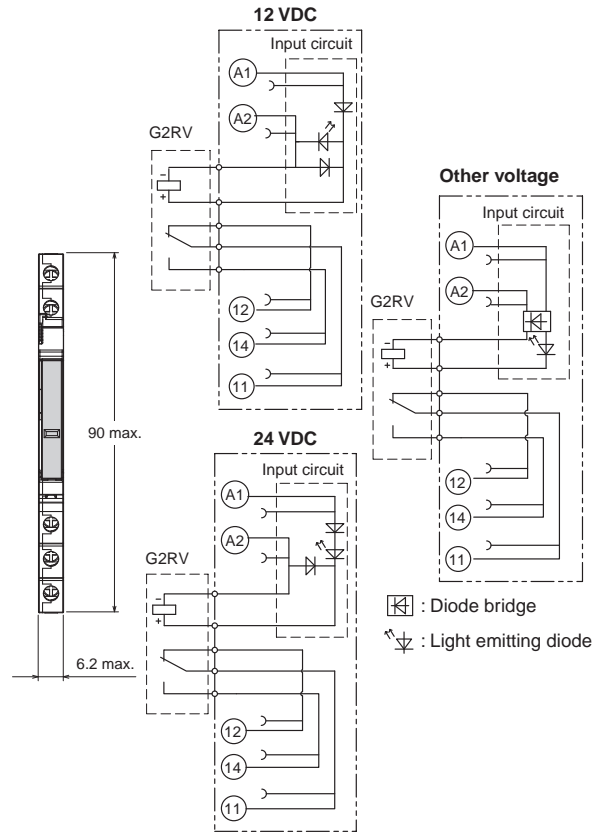 12 VDC
Input circuit
A1
A2
G2RV
–
+
12
14
11
Other voltage
Input circuit
A1
A2
G2RV
–
+
12
14
11
90 max.
6.2 max.
24 VDC
Input circuit
A1
A2
G2RV
–
+
12
14
11
: Diode bridge
: Light emitting diode